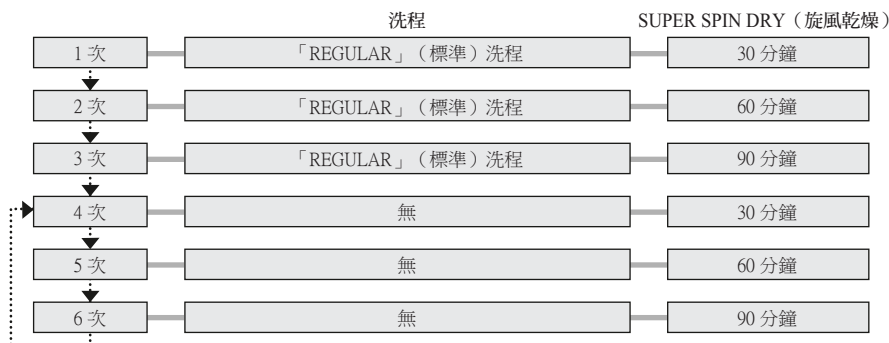 洗程 SUPER SPIN DRY（旋風乾燥）
1 次 「REGULAR」（標準）洗程 30 分鐘
2 次 「REGULAR」（標準）洗程 60 分鐘
3 次 「REGULAR」（標準）洗程 90 分鐘
4 次 無 30 分鐘
5 次 無 60 分鐘
6 次 無 90 分鐘